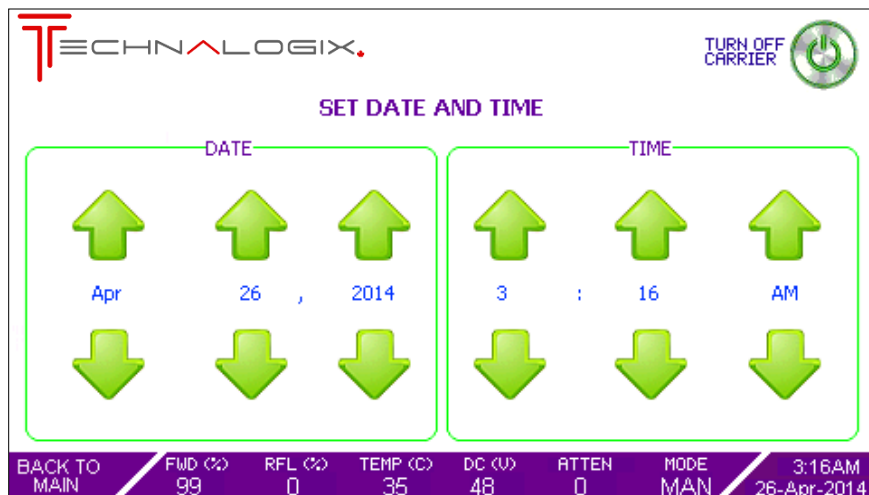 TECHNALOGIX.
TURN OFF
CARRIER
SET DATE AND TIME
DATE
TIME
Apr 26 , 2014 3 : 16 AM
BACK TO
MAIN
FWD (%) RFL (%) TEMP (C) DC (V) ATTEN MODE
99 0 35 48 0 MAN
3:16AM
26-Apr-2014